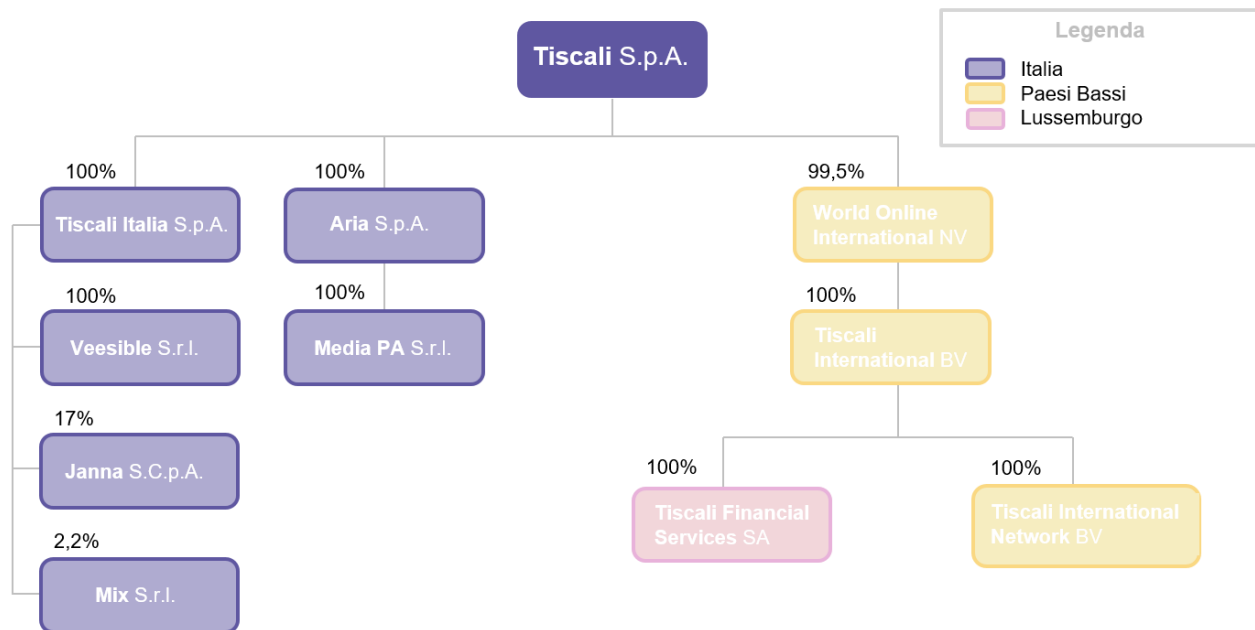 Tiscali S.p.A.
Legenda
Italia
Paesi Bassi
Lussemburgo
100%
100%
99,5%
Tiscali Italia S.p.A.
Aria S.p.A.
World Online
International NV
100%
100%
100%
Veesible S.r.l.
Media PA S.r.l.
Tiscali
International BV
17%
Janna S.C.p.A.
100%
100%
Tiscali Financial
Services SA
Tiscali International
Network BV
2,2%
Mix S.r.l.